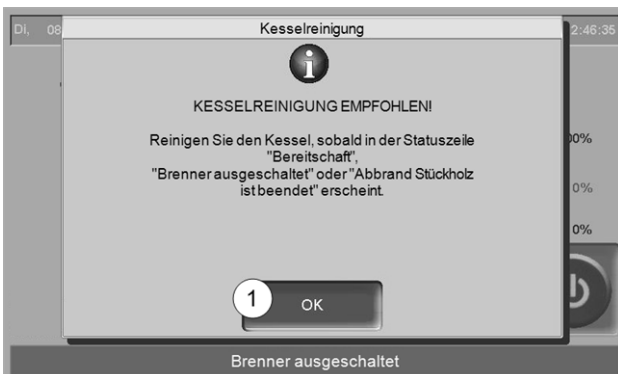 Di, 08
Kesselreinigung
2:46:35
i
KESSELREINIGUNG EMPFOHLEN!
Reinigen Sie den Kessel, sobald in der Statuszeile
"Bereitschaft",
"Brenner ausgeschaltet" oder "Abbrand Stückholz
ist beendet" erscheint.
00%
0%
0%
1
OK
Brenner ausgeschaltet